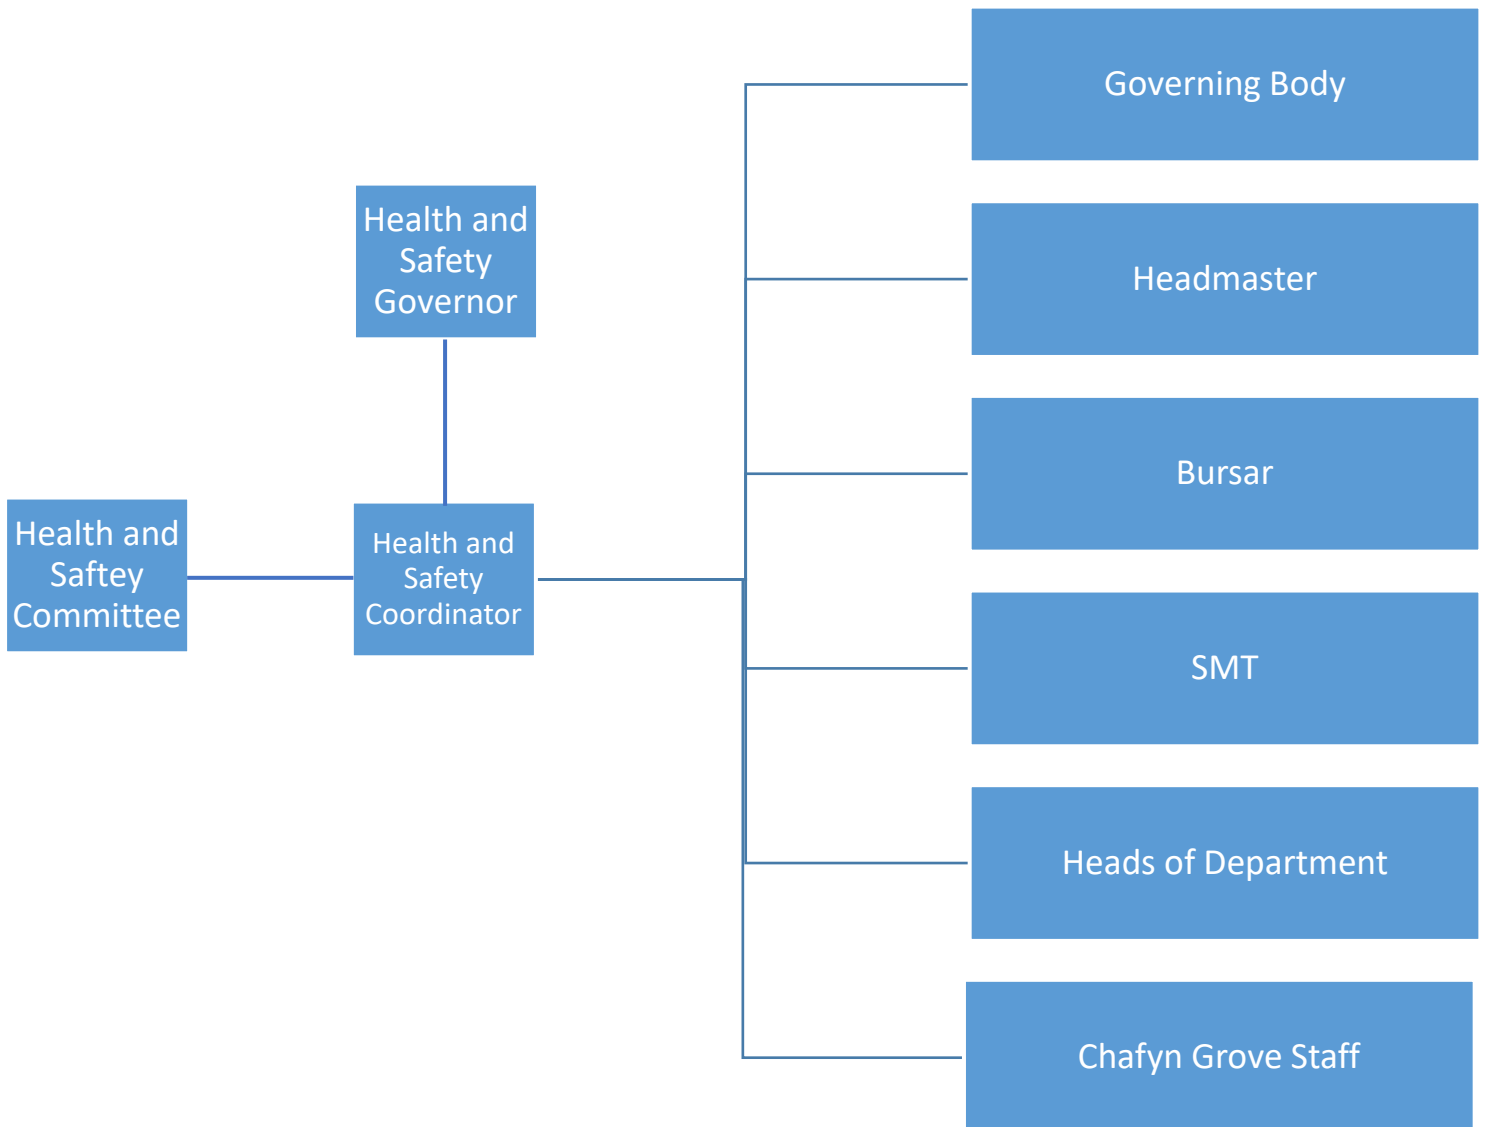 Governing Body
Health and
Safety
Governor
Headmaster
Bursar
Health and
Saftey
Committee
Health and
Safety
Coordinator
SMT
Heads of Department
Chafyn Grove Staff